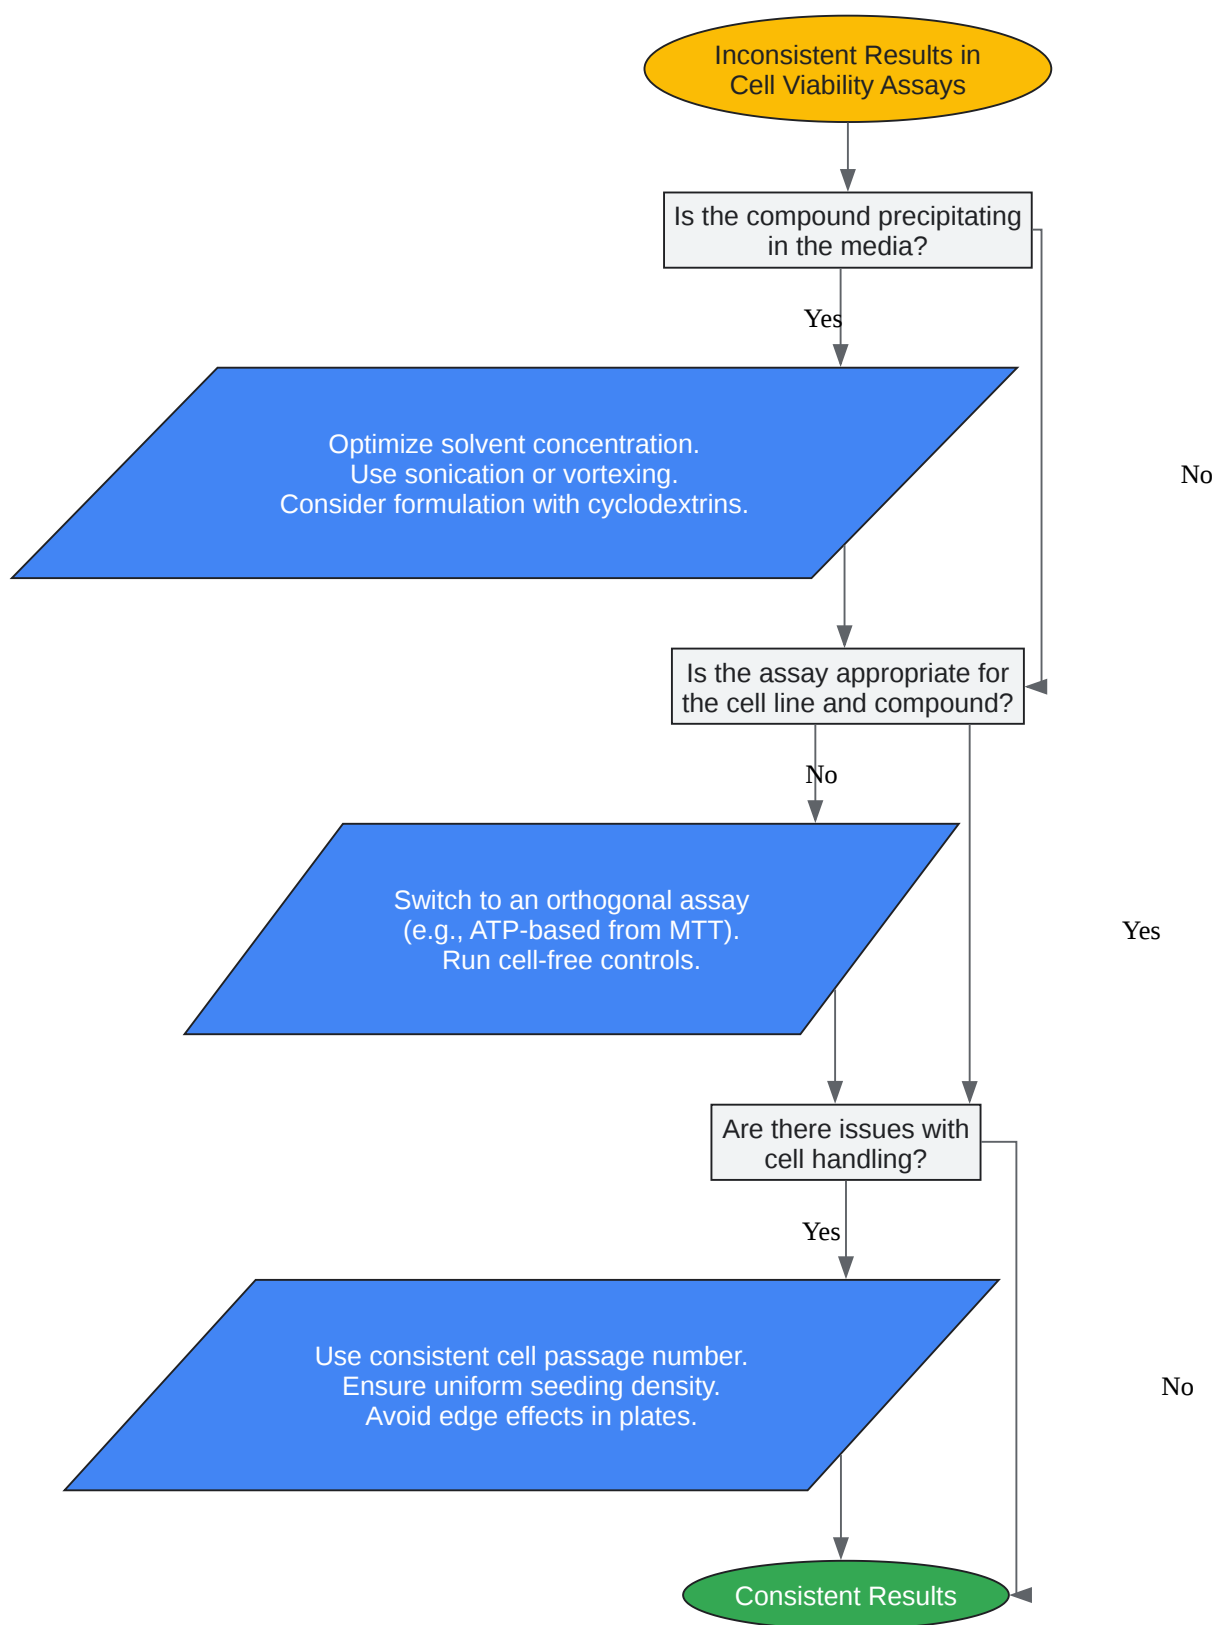 Inconsistent Results in
Cell Viability Assays
Is the compound precipitating
in the media?
Yes
Optimize solvent concentration.
Use sonication or vortexing.
Consider formulation with cyclodextrins.
No
Is the assay appropriate for
the cell line and compound?
No
Switch to an orthogonal assay
(e.g., ATP-based from MTT).
Run cell-free controls.
Yes
Are there issues with
cell handling?
Yes
Use consistent cell passage number.
Ensure uniform seeding density.
Avoid edge effects in plates.
No
Consistent Results